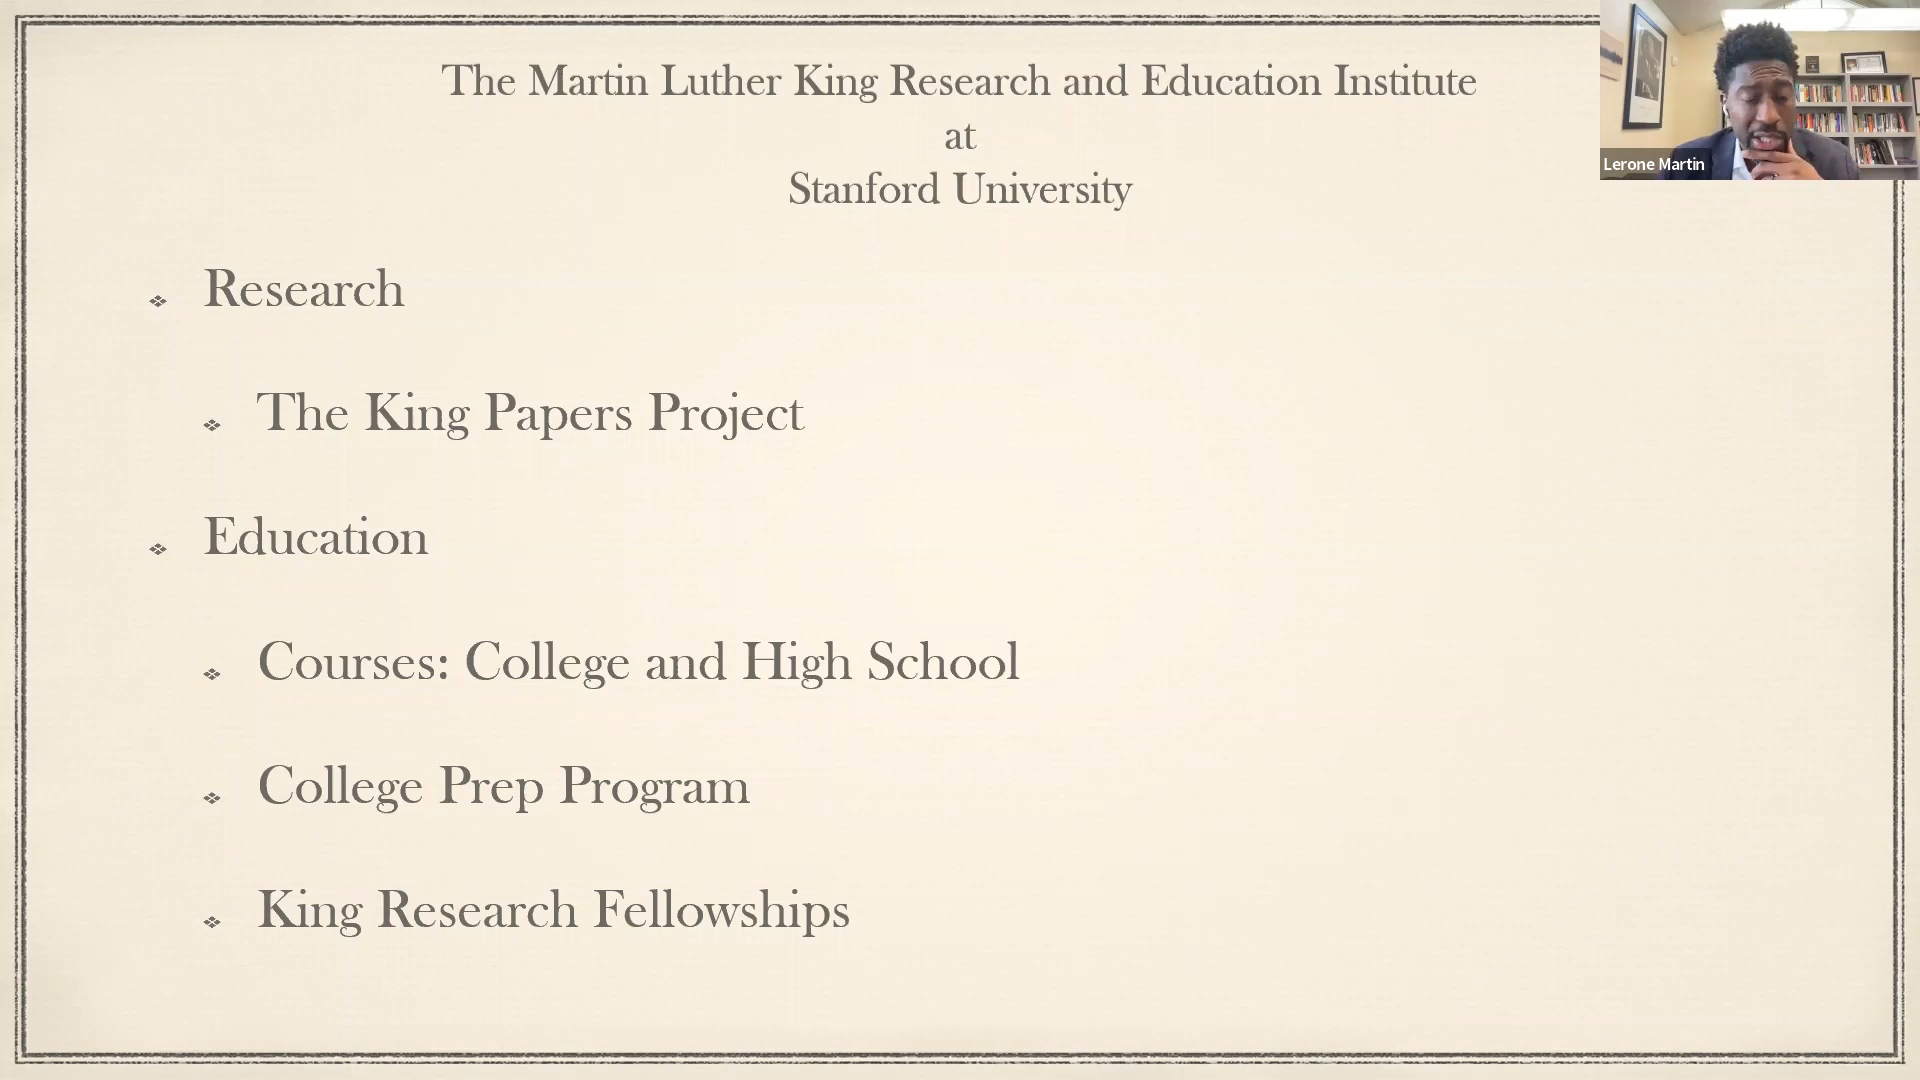 The Martin Luther King Research and Education Institute
at
Stanford University
Lerone Martin
Research
The King Papers Project
Education
Courses: College and High School
College Prep Program
King Research Fellowships